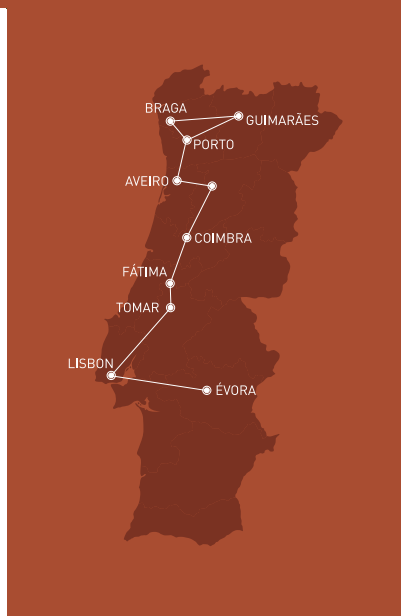 BRAGA
GUIMARÃES
PORTO
AVEIRO
COIMBRA
FÁTIMA
TOMAR
LISBON
ÉVORA